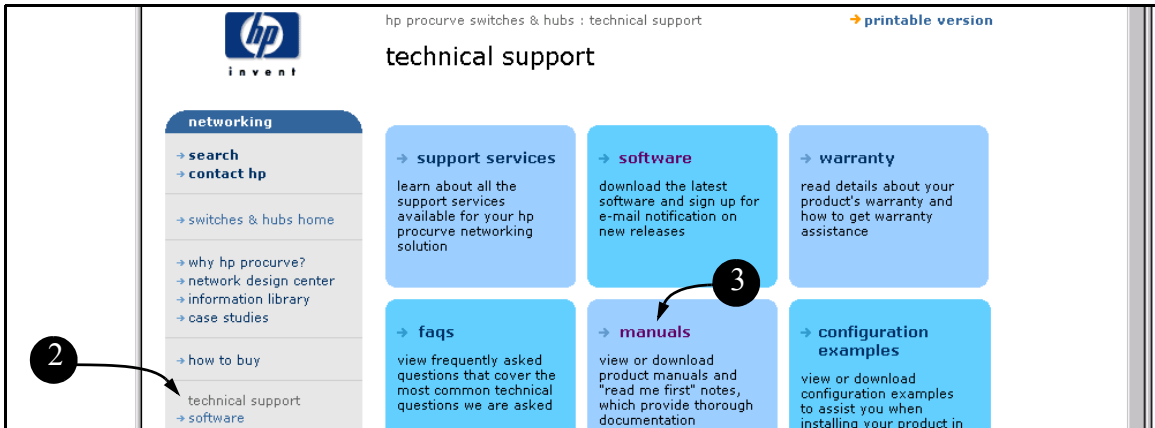 hp
invent
hp procurve switches & hubs : technical support
printable version
technical support
networking
search
contact hp
switches & hubs home
why hp procurve?
network design center
information library
case studies
how to buy
technical support
software
2
support services
learn about all the
support services
available for your hp
procurve networking
solution
software
download the latest
software and sign up for
e-mail notification on
new releases
warranty
read details about your
product's warranty and
how to get warranty
assistance
3
faqs
view frequently asked
questions that cover the
most common technical
questions we are asked
manuals
view or download
product manuals and
"read me first" notes,
which provide thorough
documentation
configuration
examples
view or download
configuration examples
to assist you when
installing your product in